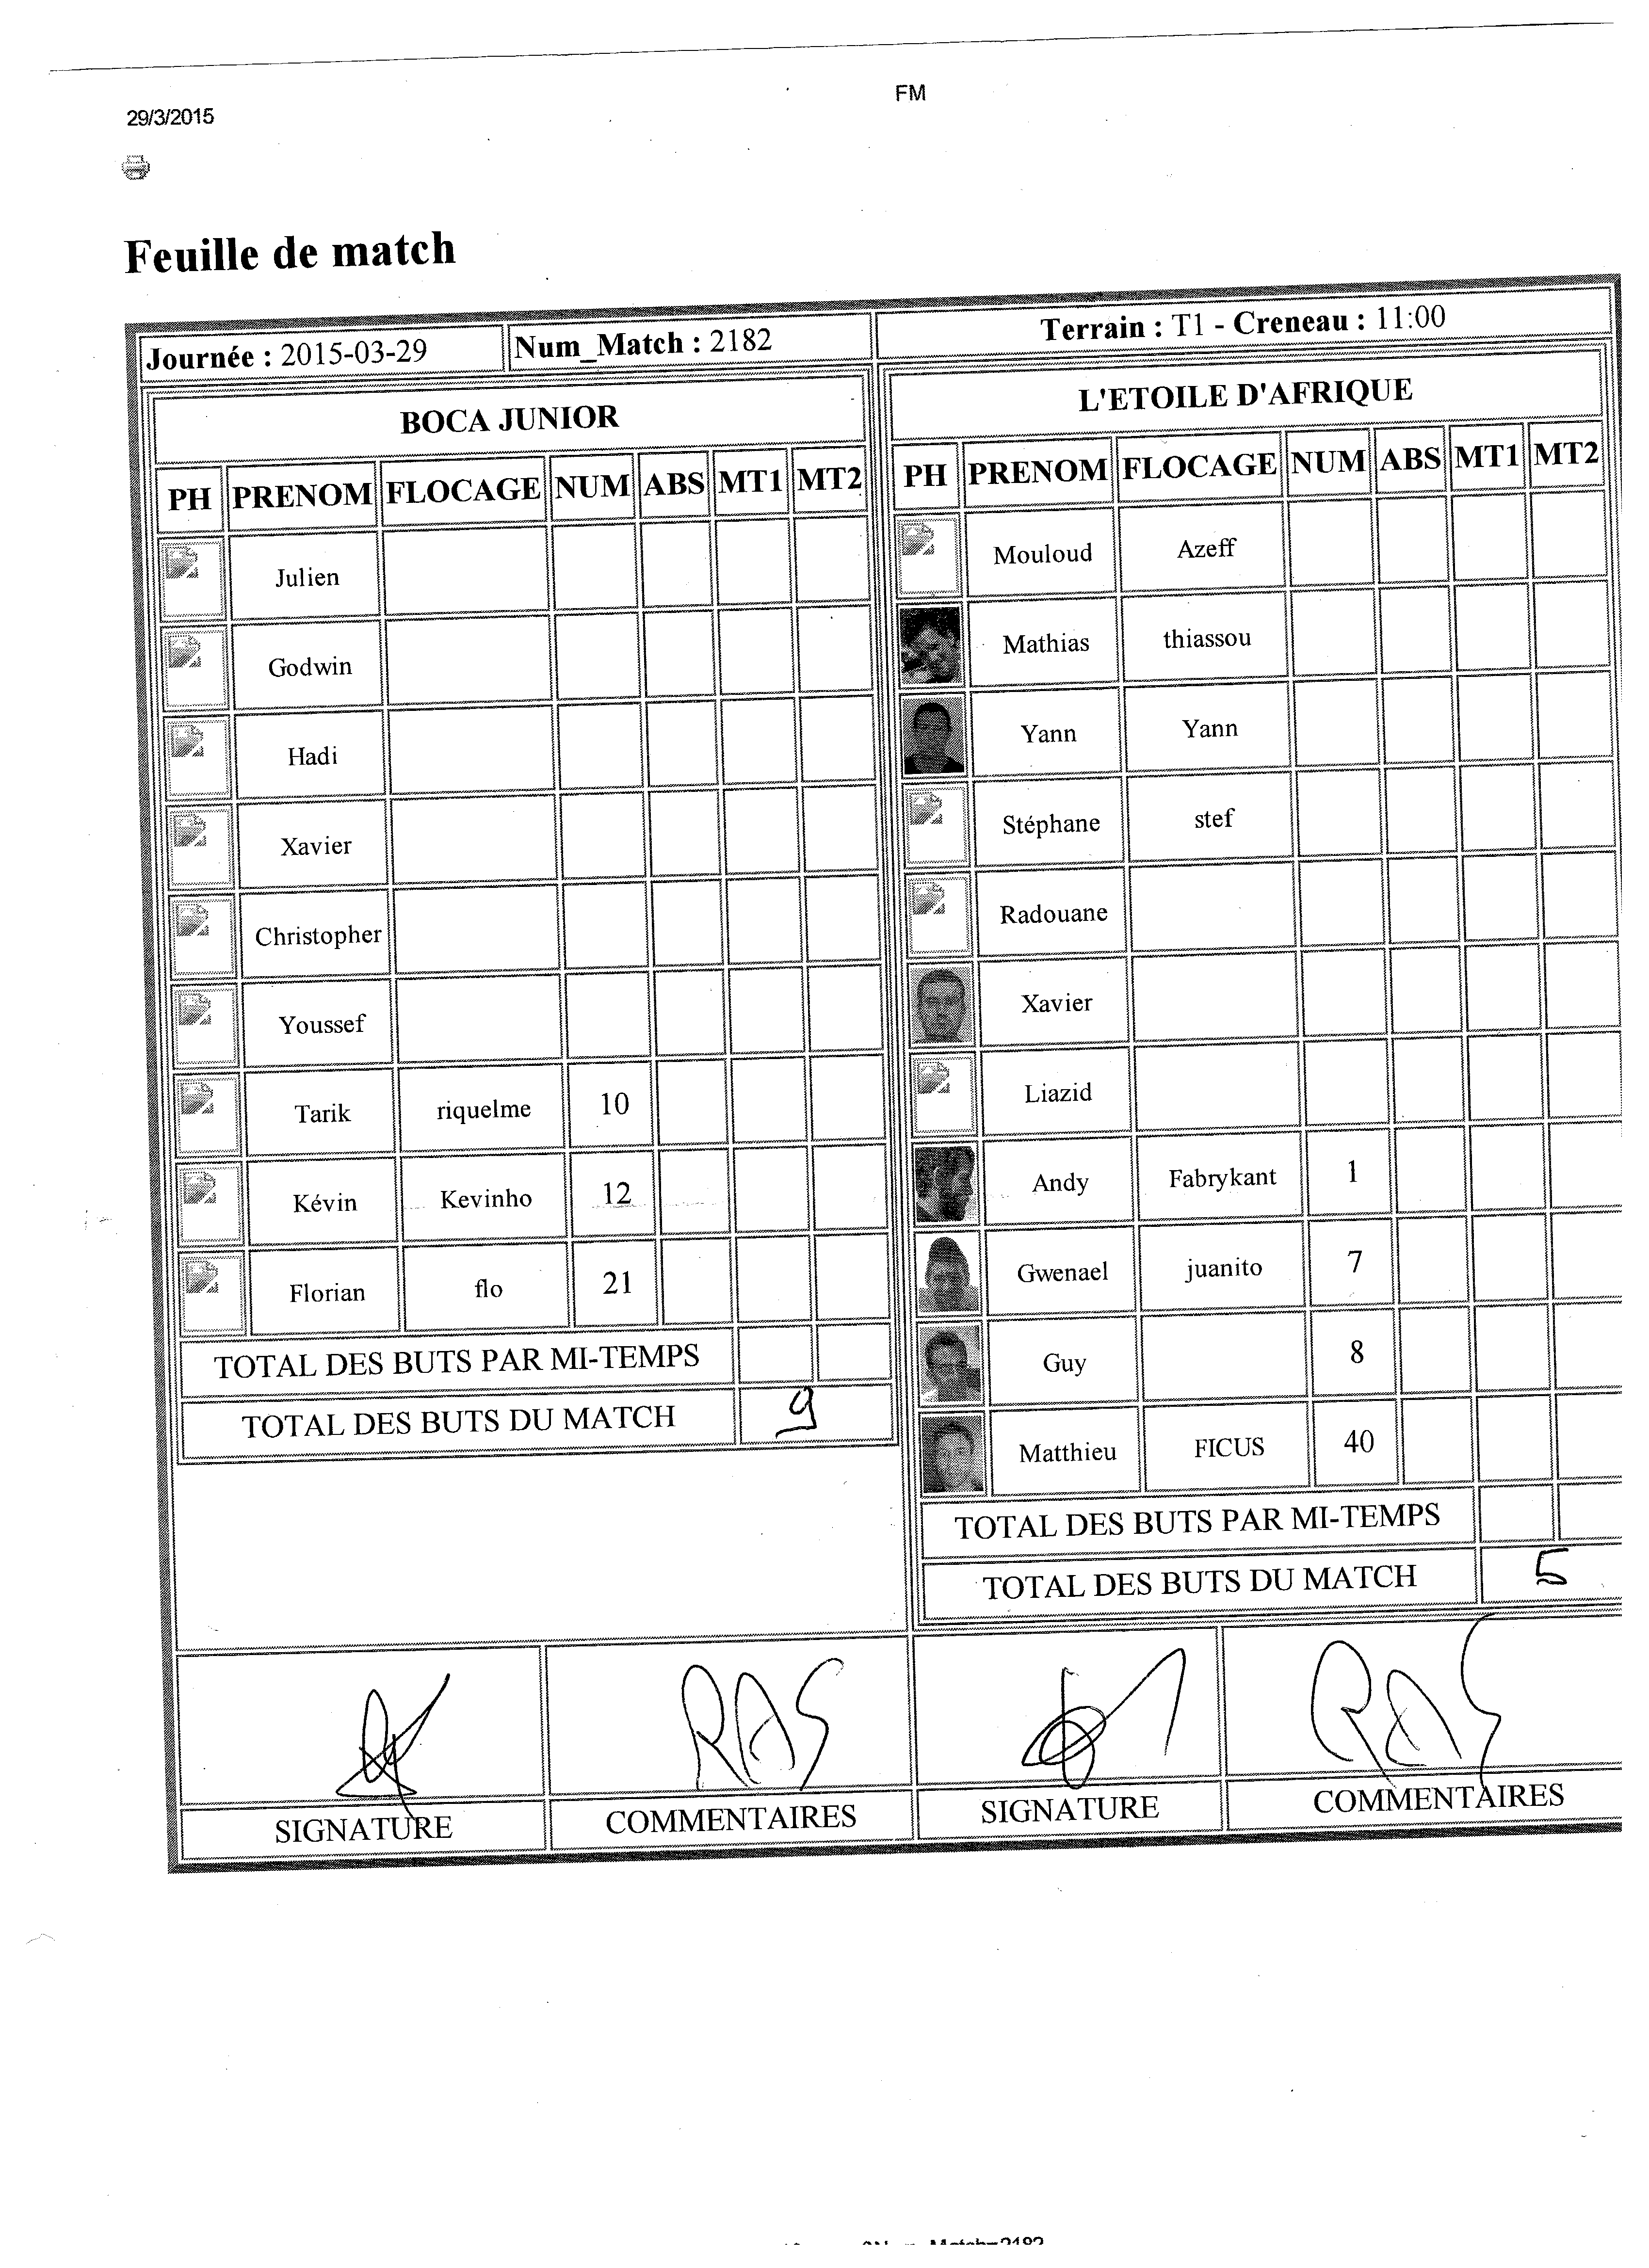 29/3/2015
FM
Feuille de match
Journée : 2015-03-29 Num_Match : 2182 Terrain : T1 - Creneau : 11:00
BOCA JUNIOR
PH PRENOM FLOCAGE NUM ABS MT1 MT2
Julien
Godwin
Hadi
Xavier
Christopher
Youssef
Tarik riquelme 10
Kévin Kevinho 12
Florian flo 21
TOTAL DES BUTS PAR MI-TEMPS
TOTAL DES BUTS DU MATCH 9
L'ETOILE D'AFRIQUE
PH PRENOM FLOCAGE NUM ABS MT1 MT2
Mouloud Azeff
Mathias thiassou
Yann Yann
Stéphane stef
Radouane
Xavier
Liazid
Andy Fabrykant 1
Gwenael juanito 7
Guy 8
Matthieu FICUS 40
TOTAL DES BUTS PAR MI-TEMPS
TOTAL DES BUTS DU MATCH 5
RAS RAS
SIGNATURE COMMENTAIRES SIGNATURE COMMENTAIRES